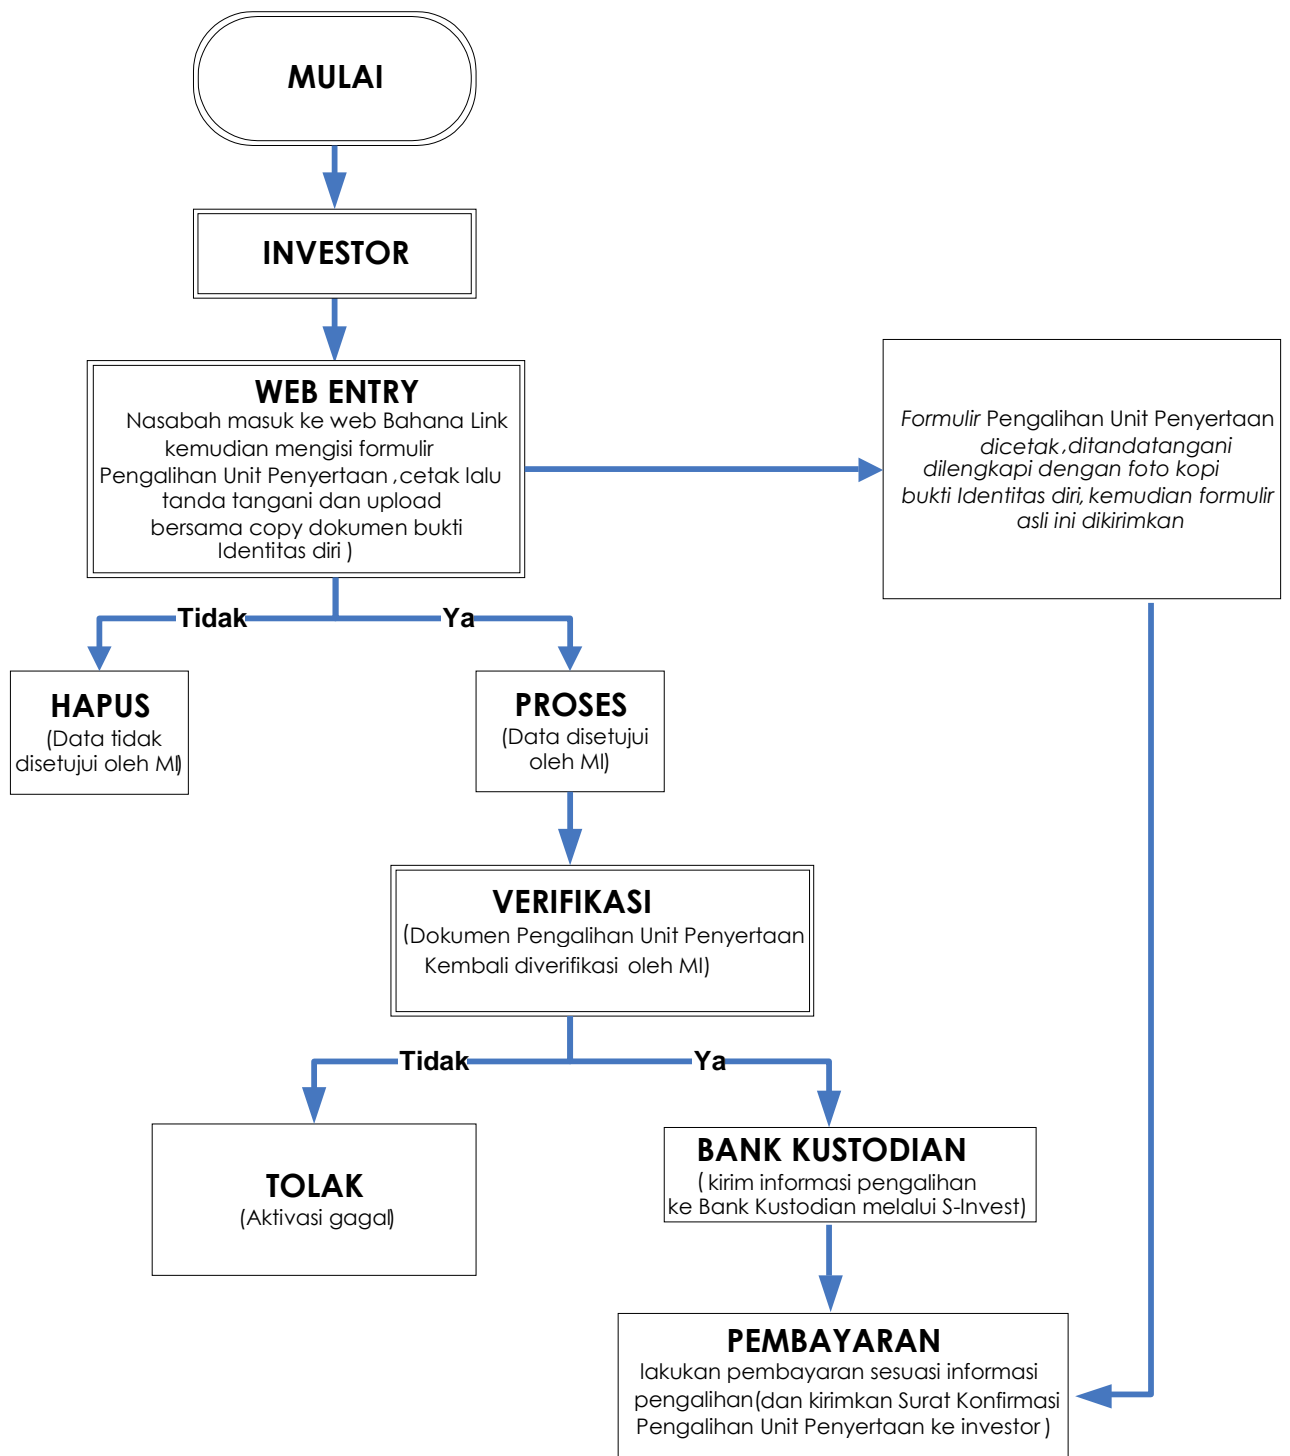 MULAI
INVESTOR
WEB ENTRY
Nasabah masuk ke web Bahana Link
kemudian mengisi formulir
Pengalihan Unit Penyertaan ,cetak lalu
tanda tangani dan upload
bersama copy dokumen bukti
Identitas diri )
Formulir Pengalihan Unit Penyertaan
dicetak, ditandatangani
dilengkapi dengan foto kopi
bukti Identitas diri, kemudian formulir
asli ini dikirimkan
Tidak
Ya
HAPUS
(Data tidak
disetujui oleh MI)
PROSES
(Data disetujui
oleh MI)
VERIFIKASI
(Dokumen Pengalihan Unit Penyertaan
Kembali diverifikasi oleh MI)
Tidak
Ya
TOLAK
(Aktivasi gagal)
BANK KUSTODIAN
( kirim informasi pengalihan
ke Bank Kustodian melalui S-Invest)
PEMBAYARAN
lakukan pembayaran sesuasi informasi
pengalihan(dan kirimkan Surat Konfirmasi
Pengalihan Unit Penyertaan ke investor )